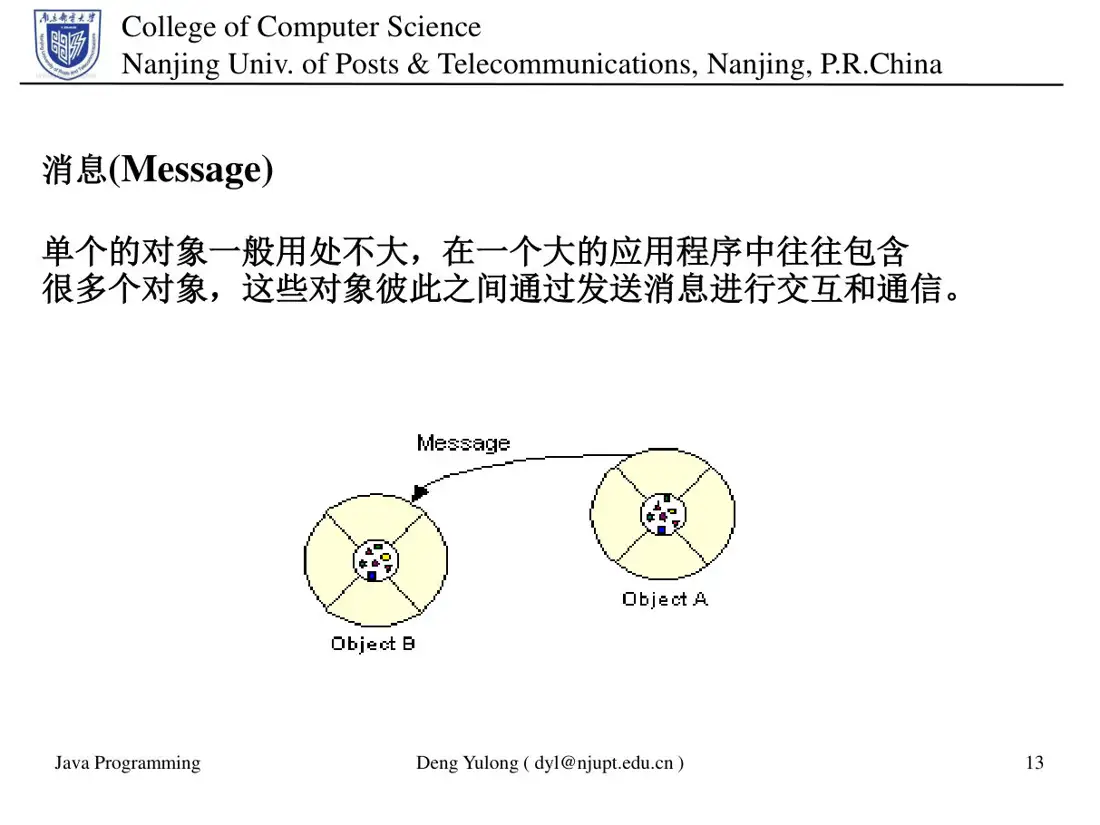 College of Computer Science
Nanjing Univ. of Posts & Telecommunications, Nanjing, P.R.China
消息(Message)
单个的对象一般用处不大，在一个大的应用程序中往往包含
很多个对象，这些对象彼此之间通过发送消息进行交互和通信。
Message
Object A
Object B
Java Programming
Deng Yulong ( dyl@njupt.edu.cn )
13